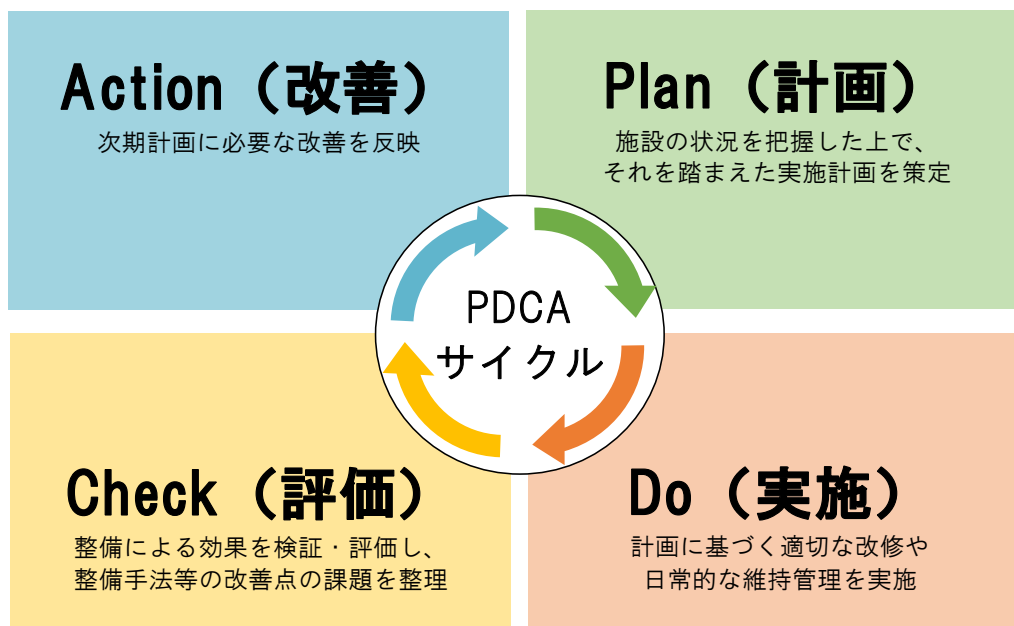 Action（改善）
次期計画に必要な改善を反映
Plan（計画）
施設の状況を把握した上で、
それを踏まえた実施計画を策定
PDCA
サイクル
Check（評価）
整備による効果を検証・評価し、
整備手法等の改善点の課題を整理
Do（実施）
計画に基づく適切な改修や
日常的な維持管理を実施